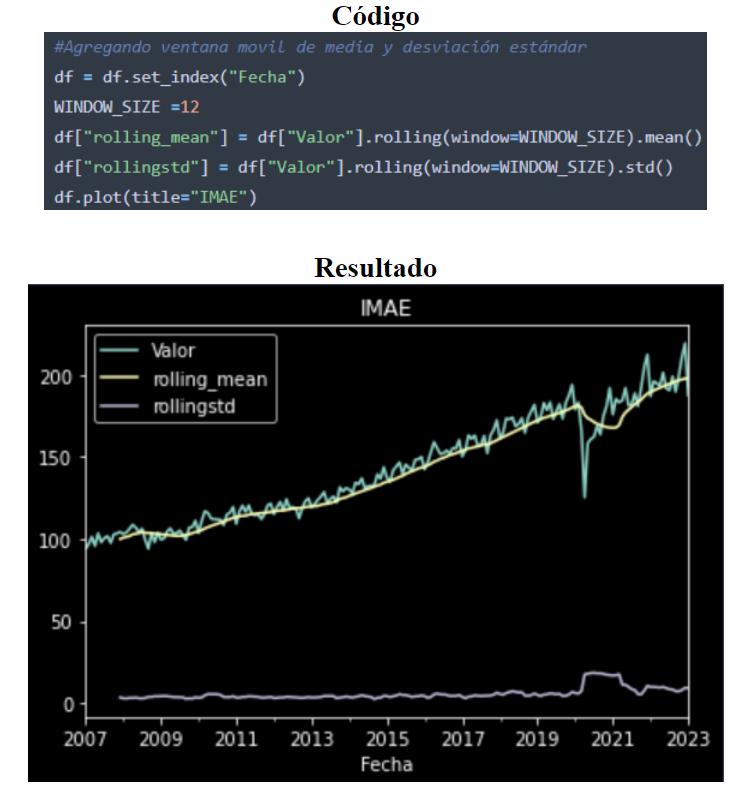 Código
#Agregando ventana movil de media y desviación estándar
df = df.set_index("Fecha")
WINDOW_SIZE =12
df["rolling_mean"] = df["Valor"].rolling(window=WINDOW_SIZE).mean()
df["rollingstd"] = df["Valor"].rolling(window=WINDOW_SIZE).std()
df.plot(title="IMAE")
Resultado
IMAE
Valor
rolling_mean
rollingstd
200
150
100
50
0
2007 2009 2011 2013 2015 2017 2019 2021 2023
Fecha